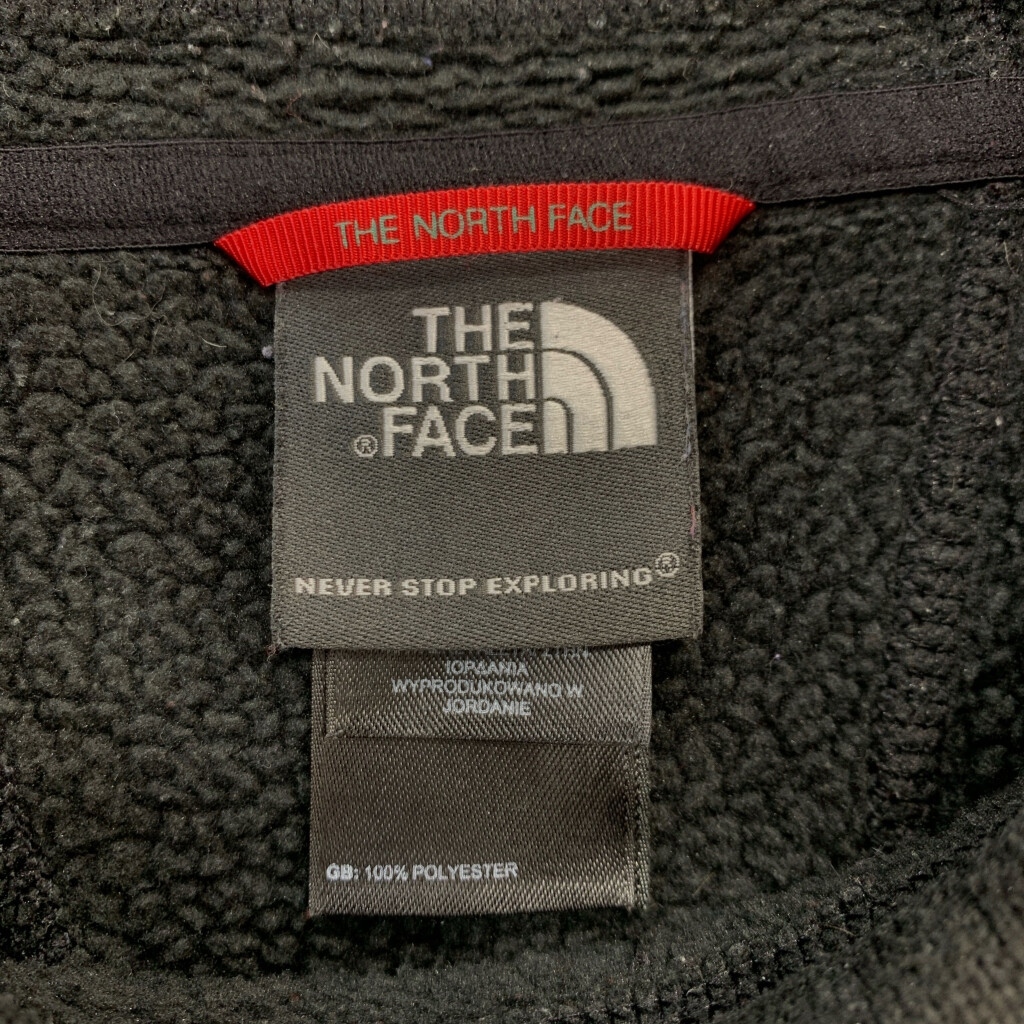 THE NORTH FACE
THE
NORTH
®FACE
NEVER STOP EXPLORING®
WYPRODUKOWANO W
JORDANIE
GB: 100% POLYESTER